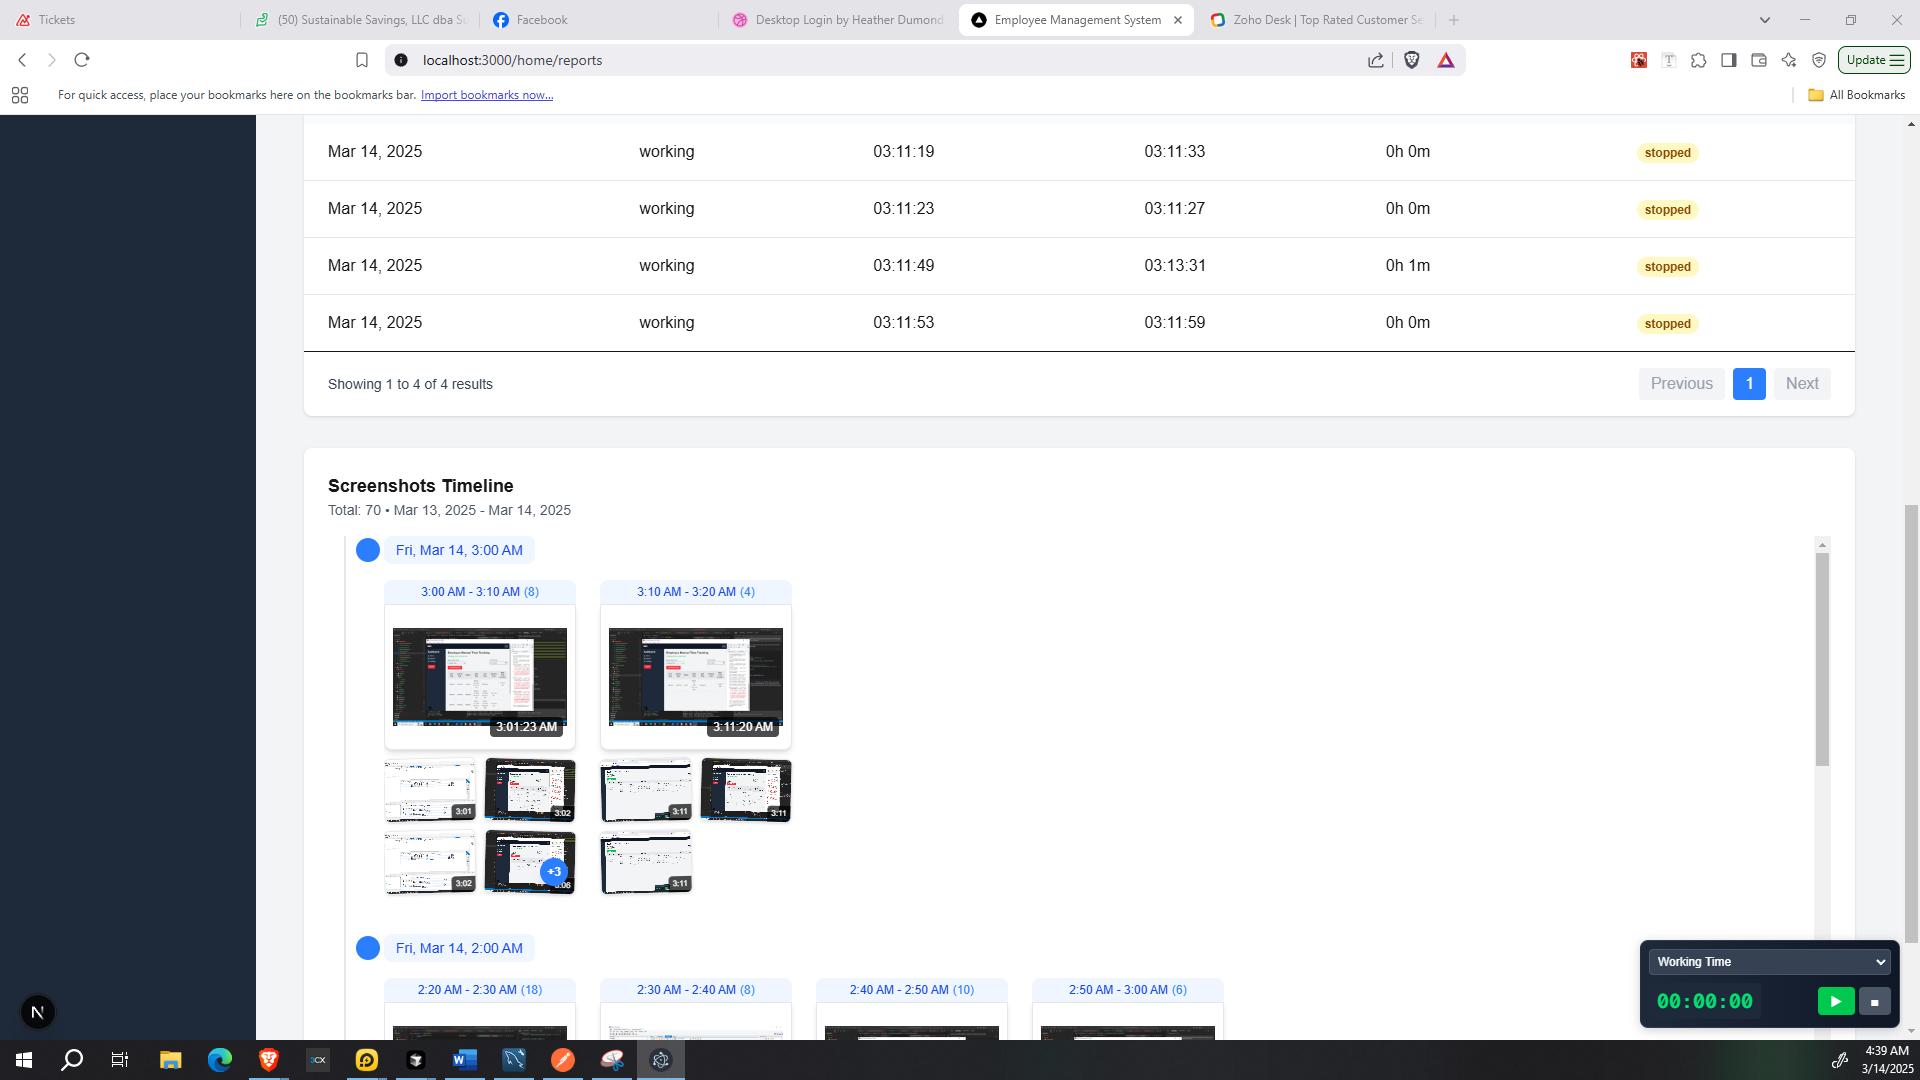 Tickets
(50) Sustainable Savings, LLC dba S
Facebook
Desktop Login by Heather Dumond
Employee Management System
Zoho Desk | Top Rated Customer Se
localhost:3000/home/reports
Update
For quick access, place your bookmarks here on the bookmarks bar. Import bookmarks now...
All Bookmarks
Mar 14, 2025 working 03:11:19 03:11:33 0h 0m stopped
Mar 14, 2025 working 03:11:23 03:11:27 0h 0m stopped
Mar 14, 2025 working 03:11:49 03:13:31 0h 1m stopped
Mar 14, 2025 working 03:11:53 03:11:59 0h 0m stopped
Showing 1 to 4 of 4 results
Previous 1 Next
Screenshots Timeline
Total: 70 • Mar 13, 2025 - Mar 14, 2025
Fri, Mar 14, 3:00 AM
3:00 AM - 3:10 AM (8)
3:10 AM - 3:20 AM (4)
3:01:23 AM
3:11:20 AM
3:01
3:02
3:11
3:11
3:02
+3
3:11
Fri, Mar 14, 2:00 AM
2:20 AM - 2:30 AM (18)
2:30 AM - 2:40 AM (8)
2:40 AM - 2:50 AM (10)
2:50 AM - 3:00 AM (6)
Working Time
00:00:00
N
3CX
4:39 AM
3/14/2025